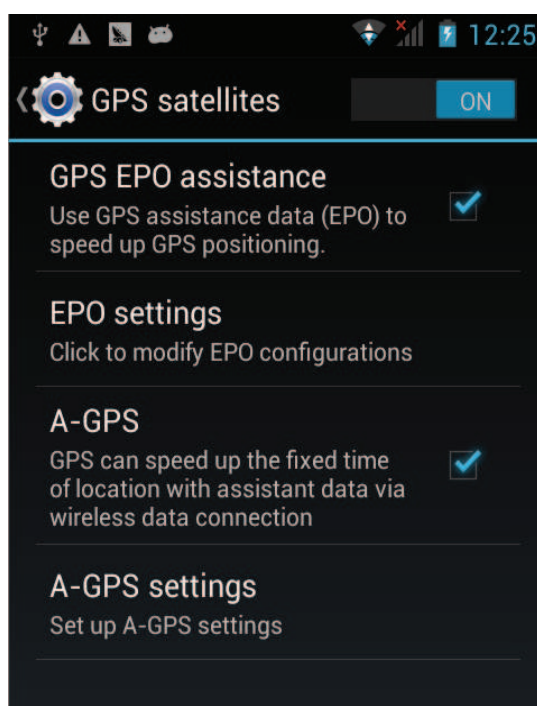 12:25
GPS satellites ON
GPS EPO assistance
Use GPS assistance data (EPO) to
speed up GPS positioning.
EPO settings
Click to modify EPO configurations
A-GPS
GPS can speed up the fixed time
of location with assistant data via
wireless data connection
A-GPS settings
Set up A-GPS settings